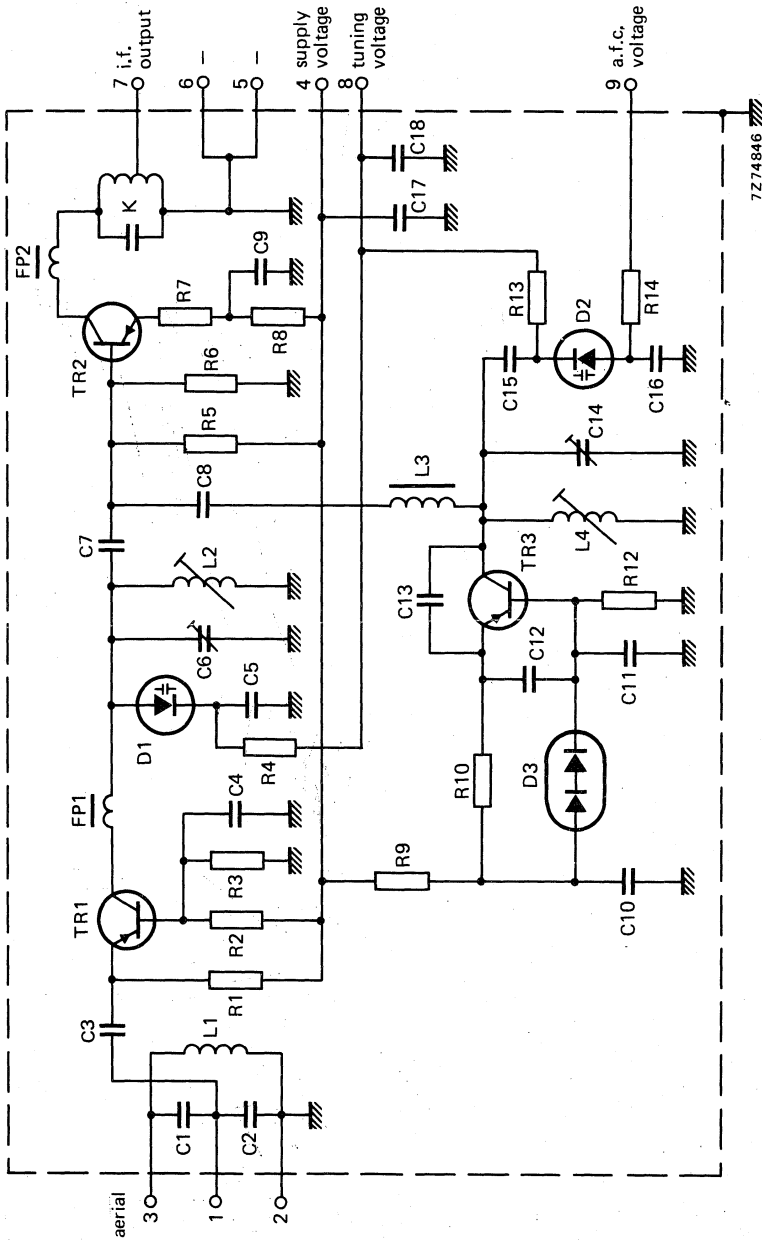 aerial
3
1
2
C1
C2
L1
C3
R1
TR1
R2
R3
C4
FP1
D1
R4
C5
C6
L2
C7
C8
R5
R6
TR2
R7
R8
C9
FP2
K
7 i.f. output
6 —
5 —
4 supply voltage
8 tuning voltage
9 a.f.c. voltage
C17
C18
R9
C10
R10
D3
C11
C12
R12
C13
TR3
L4
L3
C14
C15
D2
C16
R13
R14
7Z74846